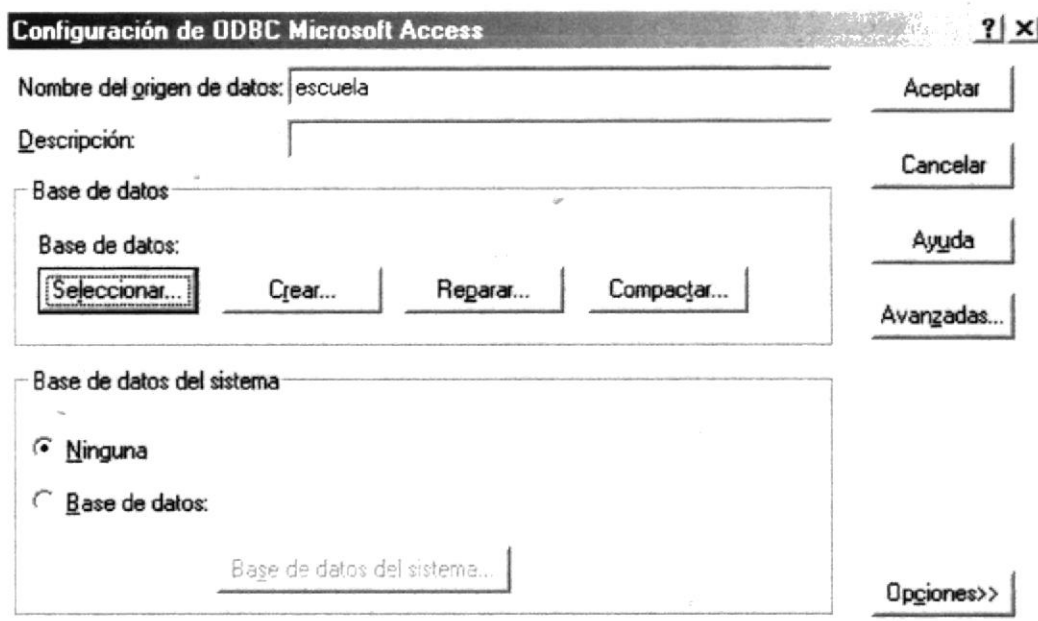 Configuración de ODBC Microsoft Access ? ×
Nombre del origen de datos: escuela
Aceptar
Descripción:
Cancelar
Base de datos
Base de datos:
Ayuda
Seleccionar... Crear... Reparar... Compactar...
Avanzadas...
Base de datos del sistema
Ninguna
Base de datos:
Base de datos del sistema...
Opciones>>